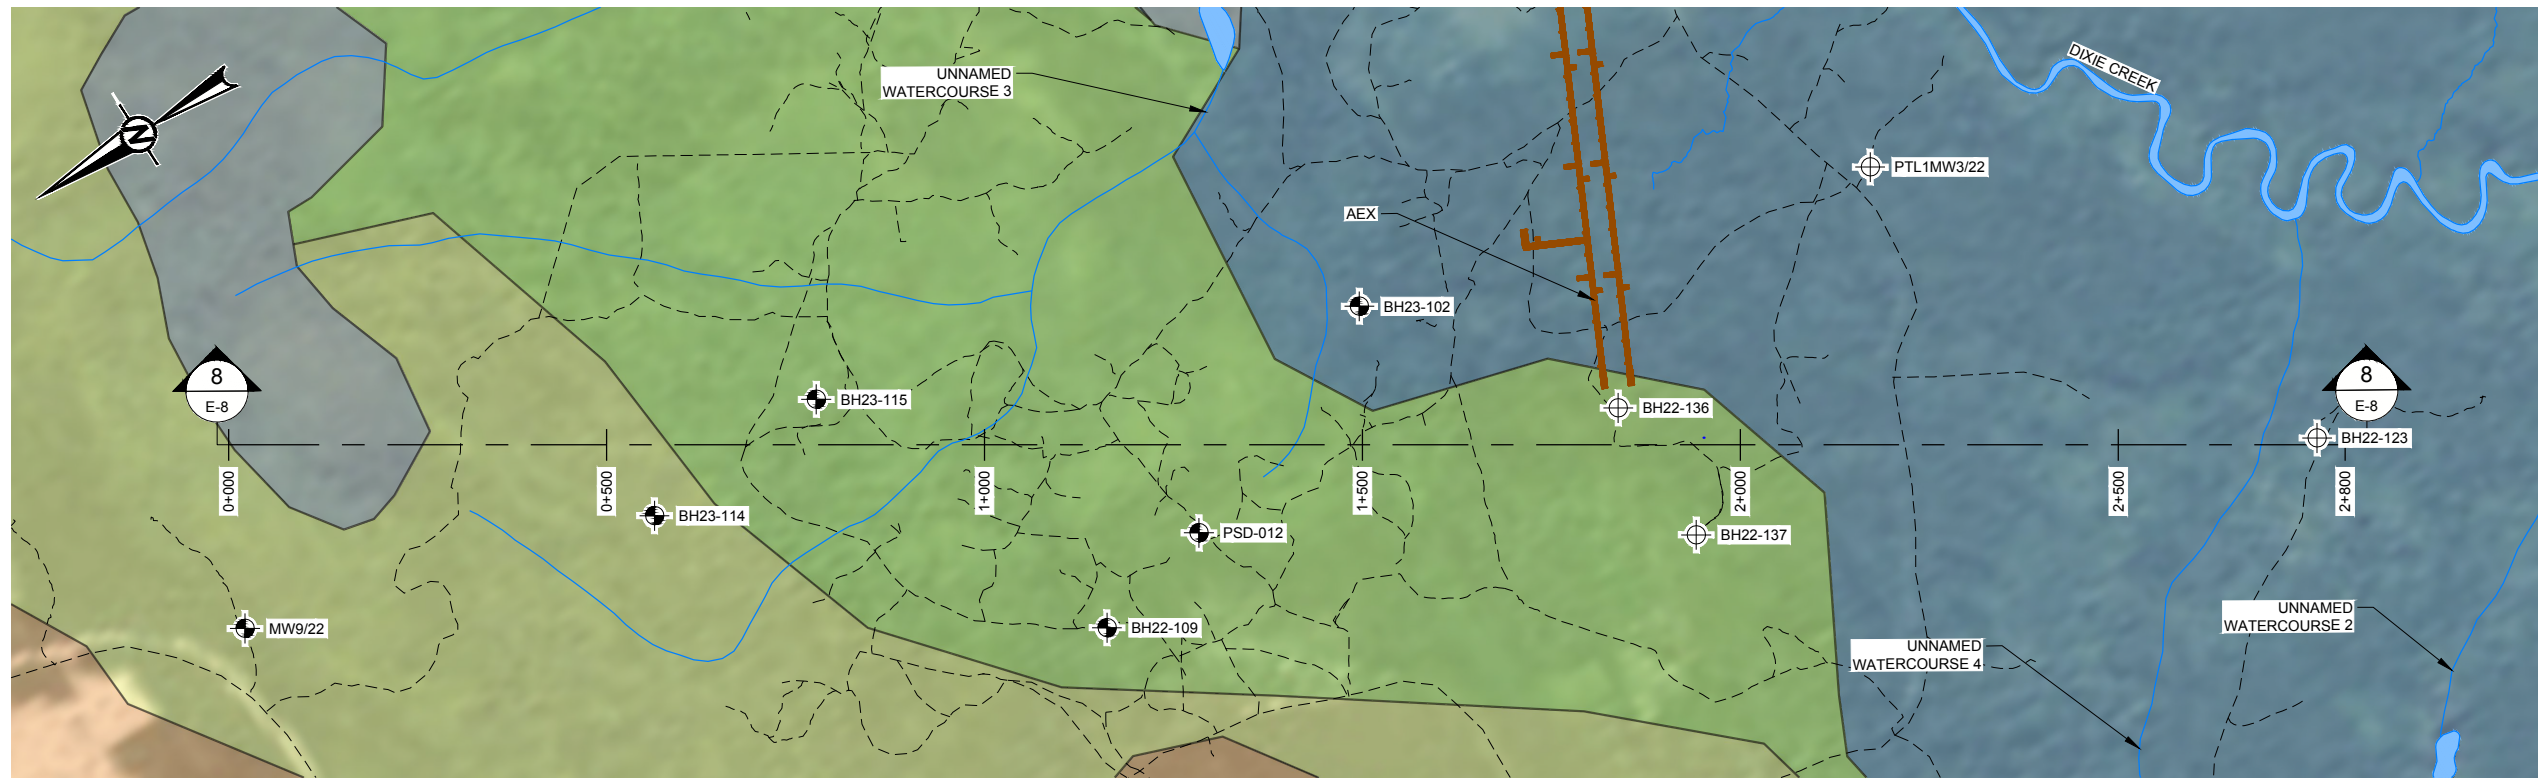 DIXIE CREEK
UNNAMED
WATERCOURSE 3
N
PTL1MW3/22
AEX
BH23-102
8
E-8
8
E-8
BH23-115
BH22-136
BH22-123
0+000
0+500
1+000
1+500
2+000
2+500
2+800
BH23-114
PSD-012
BH22-137
MW9/22
BH22-109
UNNAMED
WATERCOURSE 2
UNNAMED
WATERCOURSE 4